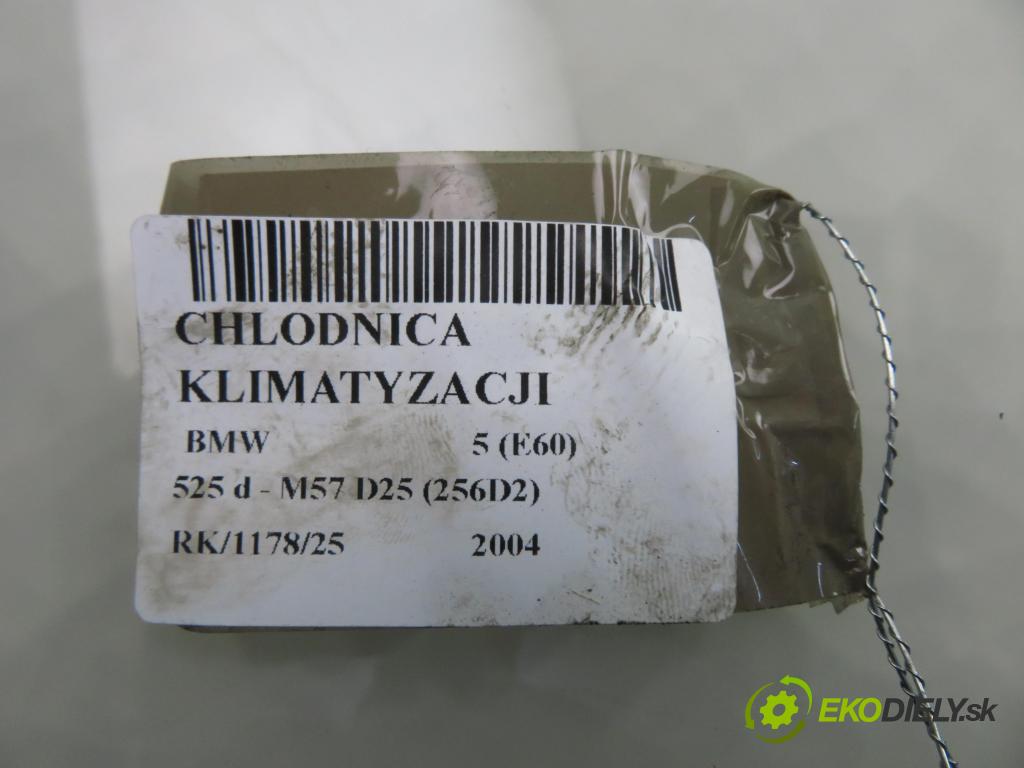 CHLODNICA
KLIMATYZACJI
BMW 5 (E60)
525 d - M57 D25 (256D2)
RK/1178/25 2004
EKODIELY.sk